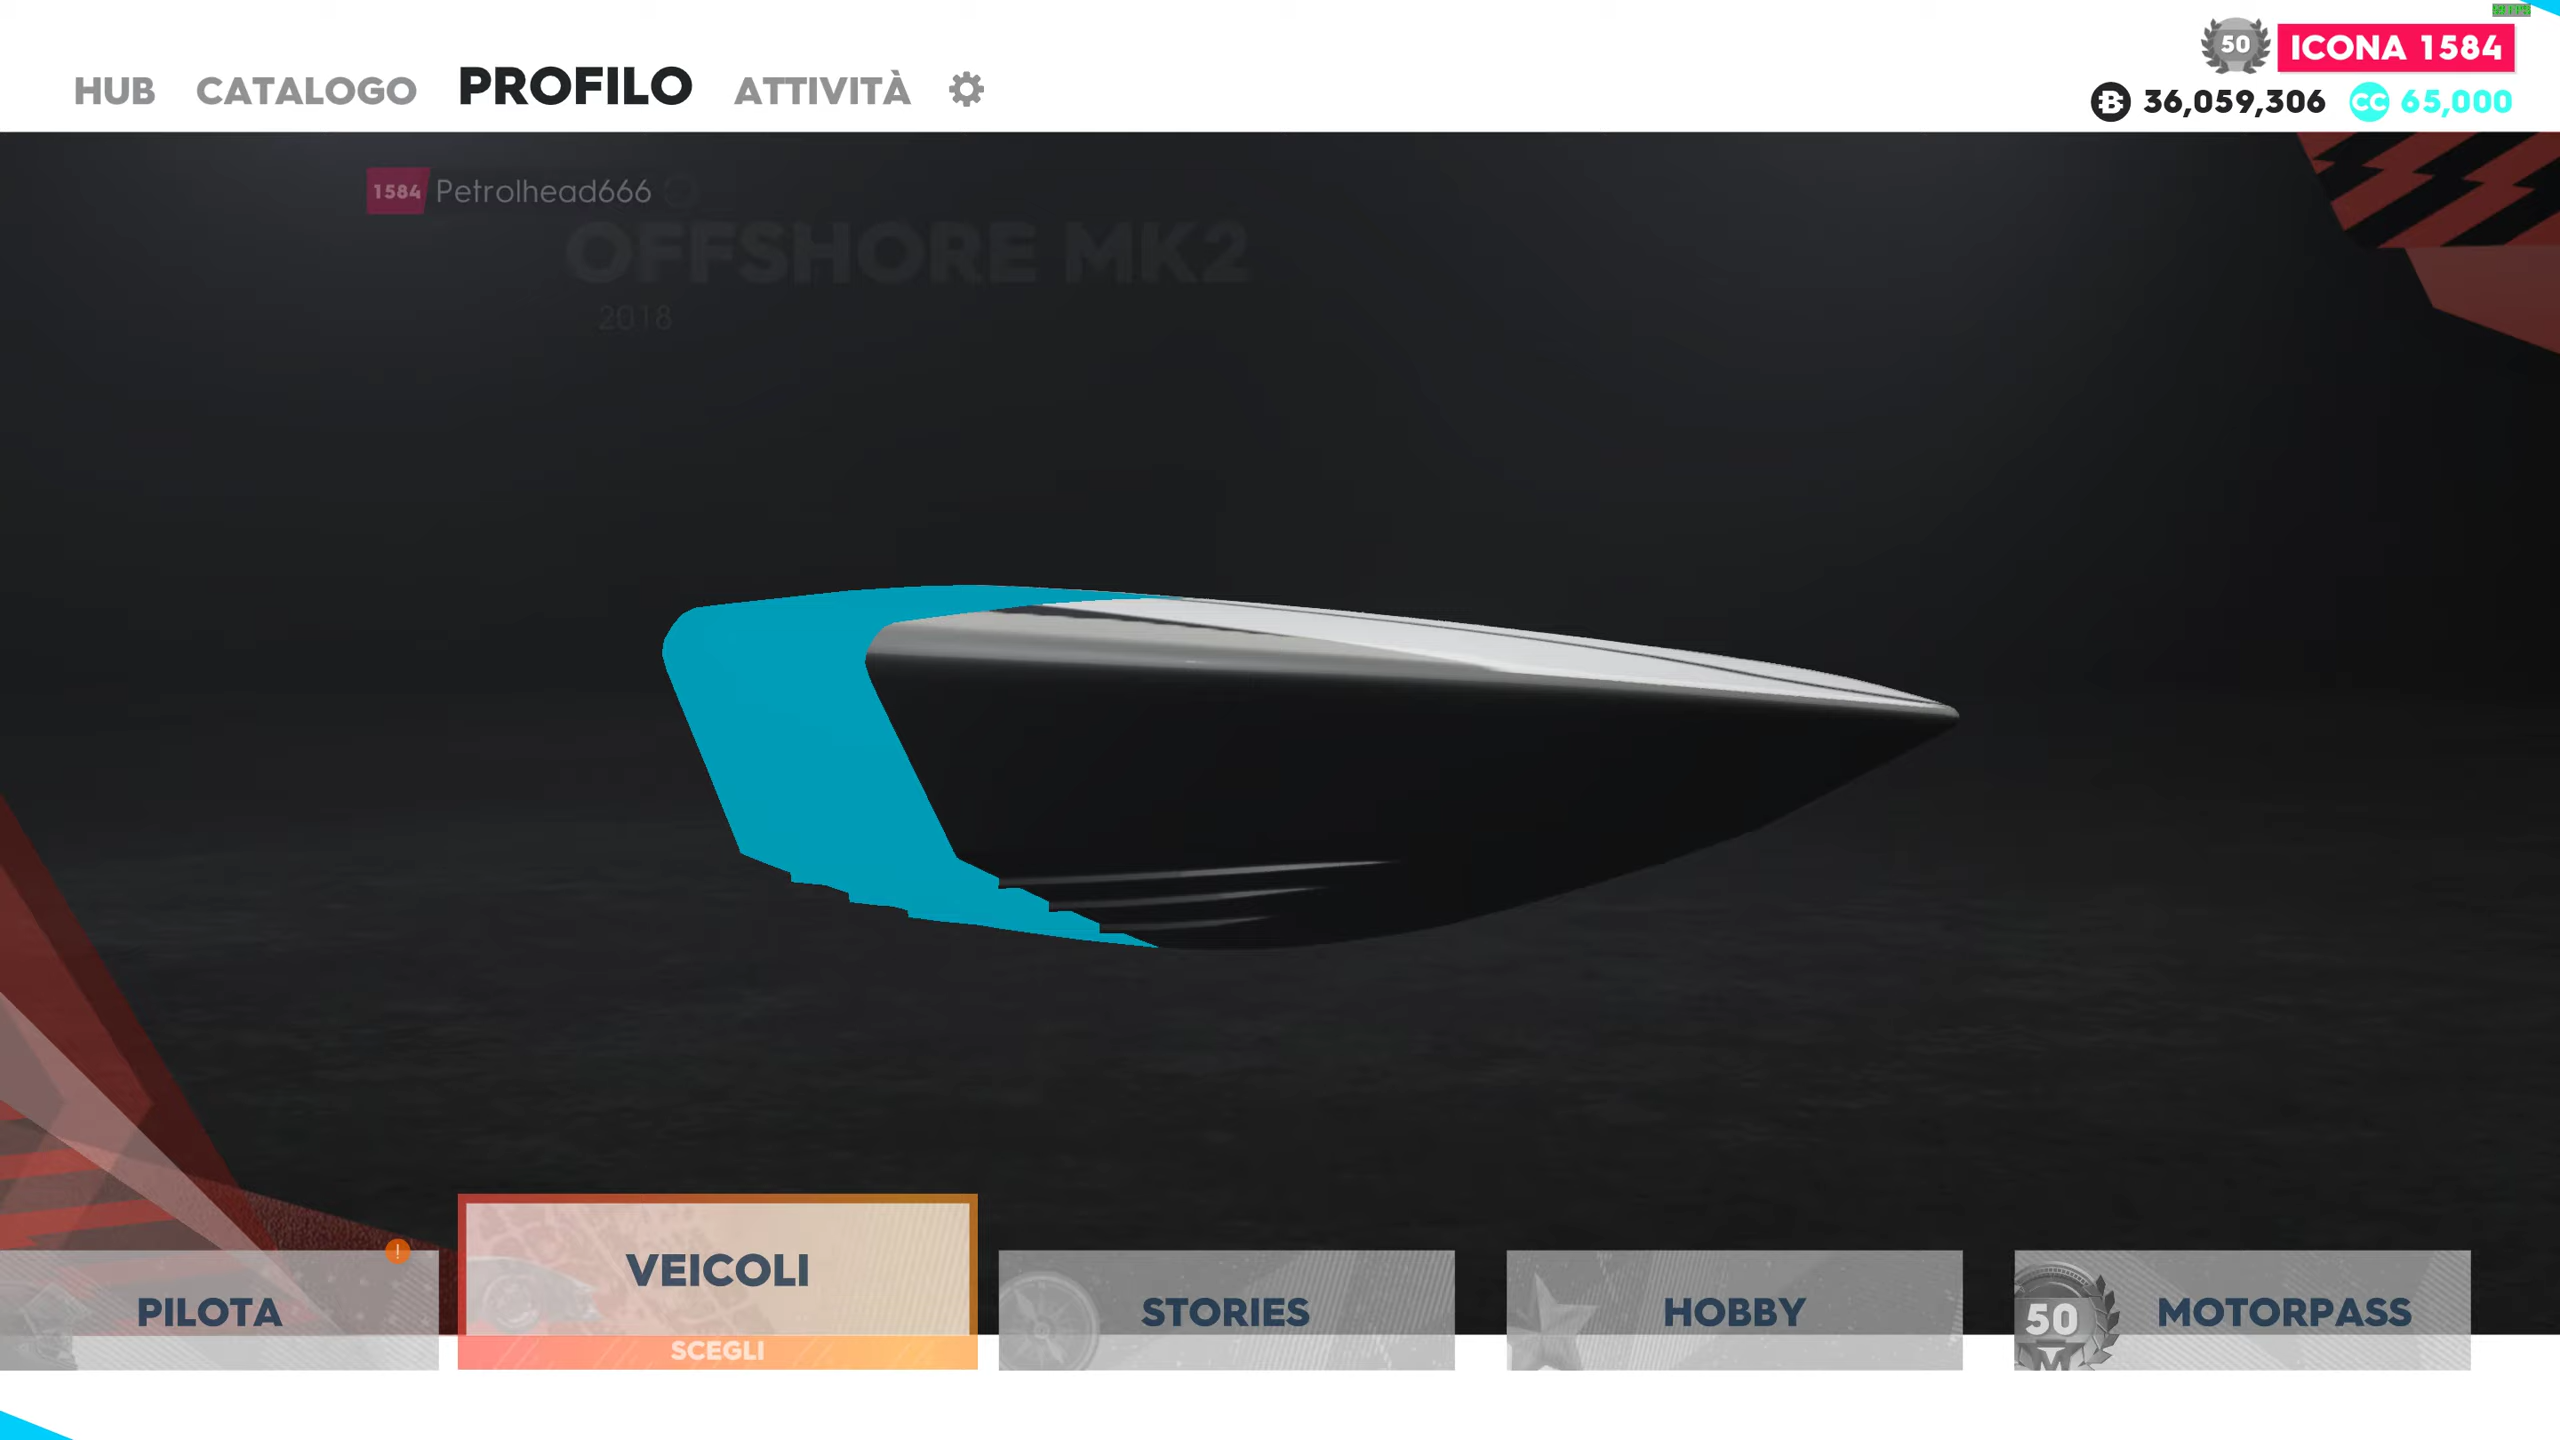 50 ICONA 1584
HUB CATALOGO PROFILO ATTIVITÀ
36,059,306 CC 65,000
1584 Petrolhead666
OFFSHORE MK2
2018
VEICOLI
SCEGLI
!
PILOTA
STORIES
HOBBY
50 MOTORPASS